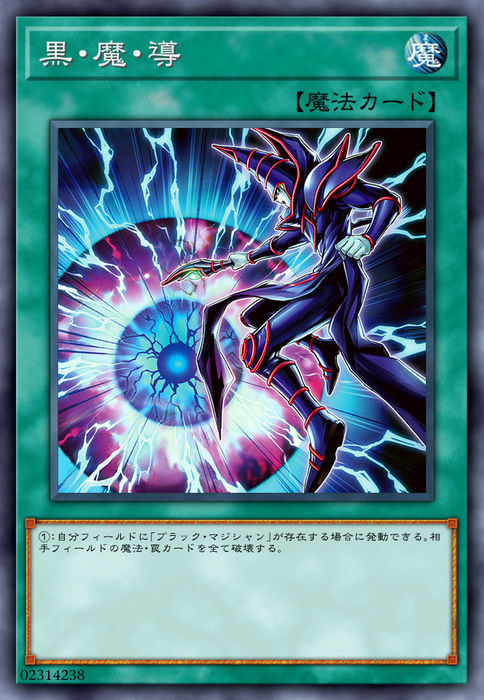 黒・魔・導
魔
【魔法カード】
①:自分フィールドに「ブラック・マジシャン」が存在する場合に発動できる。相
手フィールドの魔法・罠カードを全て破壊する。
02314238